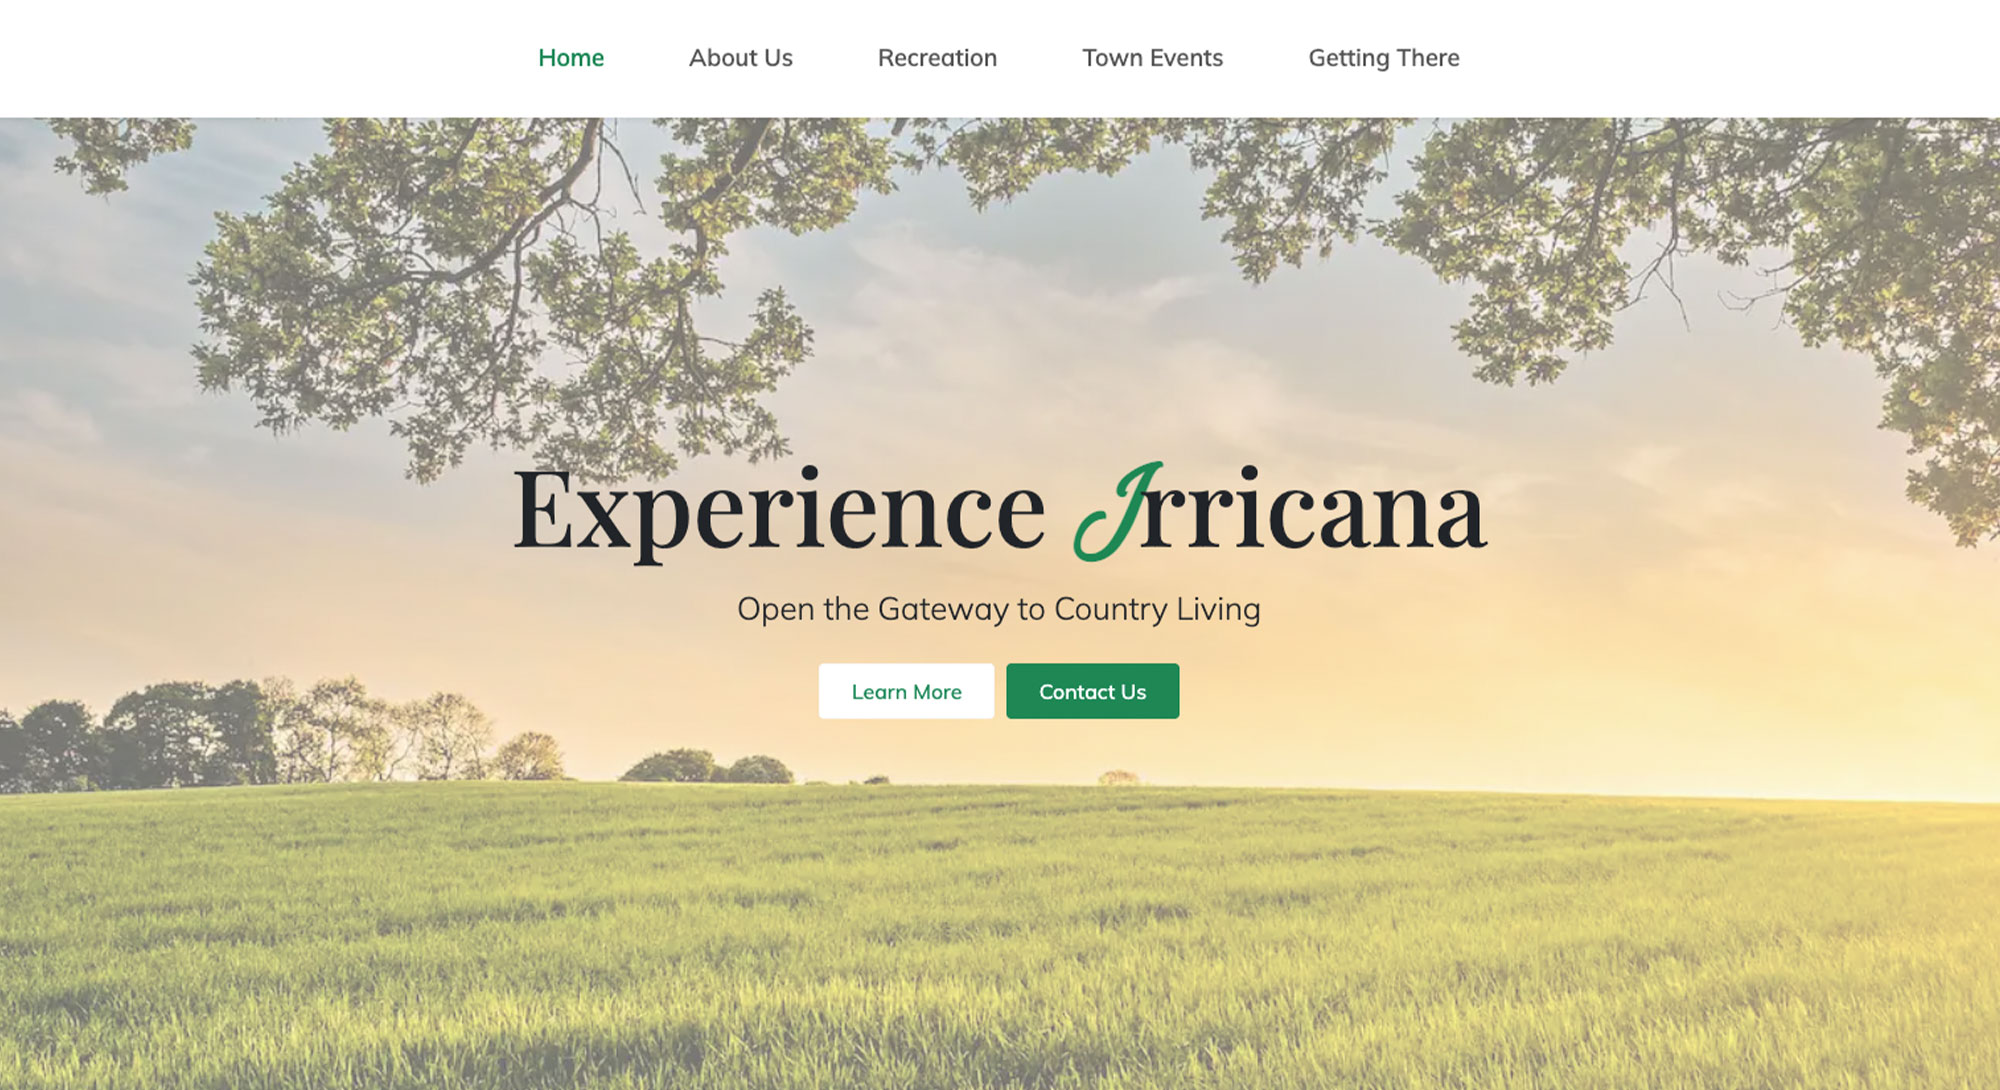 Home About Us Recreation Town Events Getting There
Experience Irricana
Open the Gateway to Country Living
Learn More Contact Us